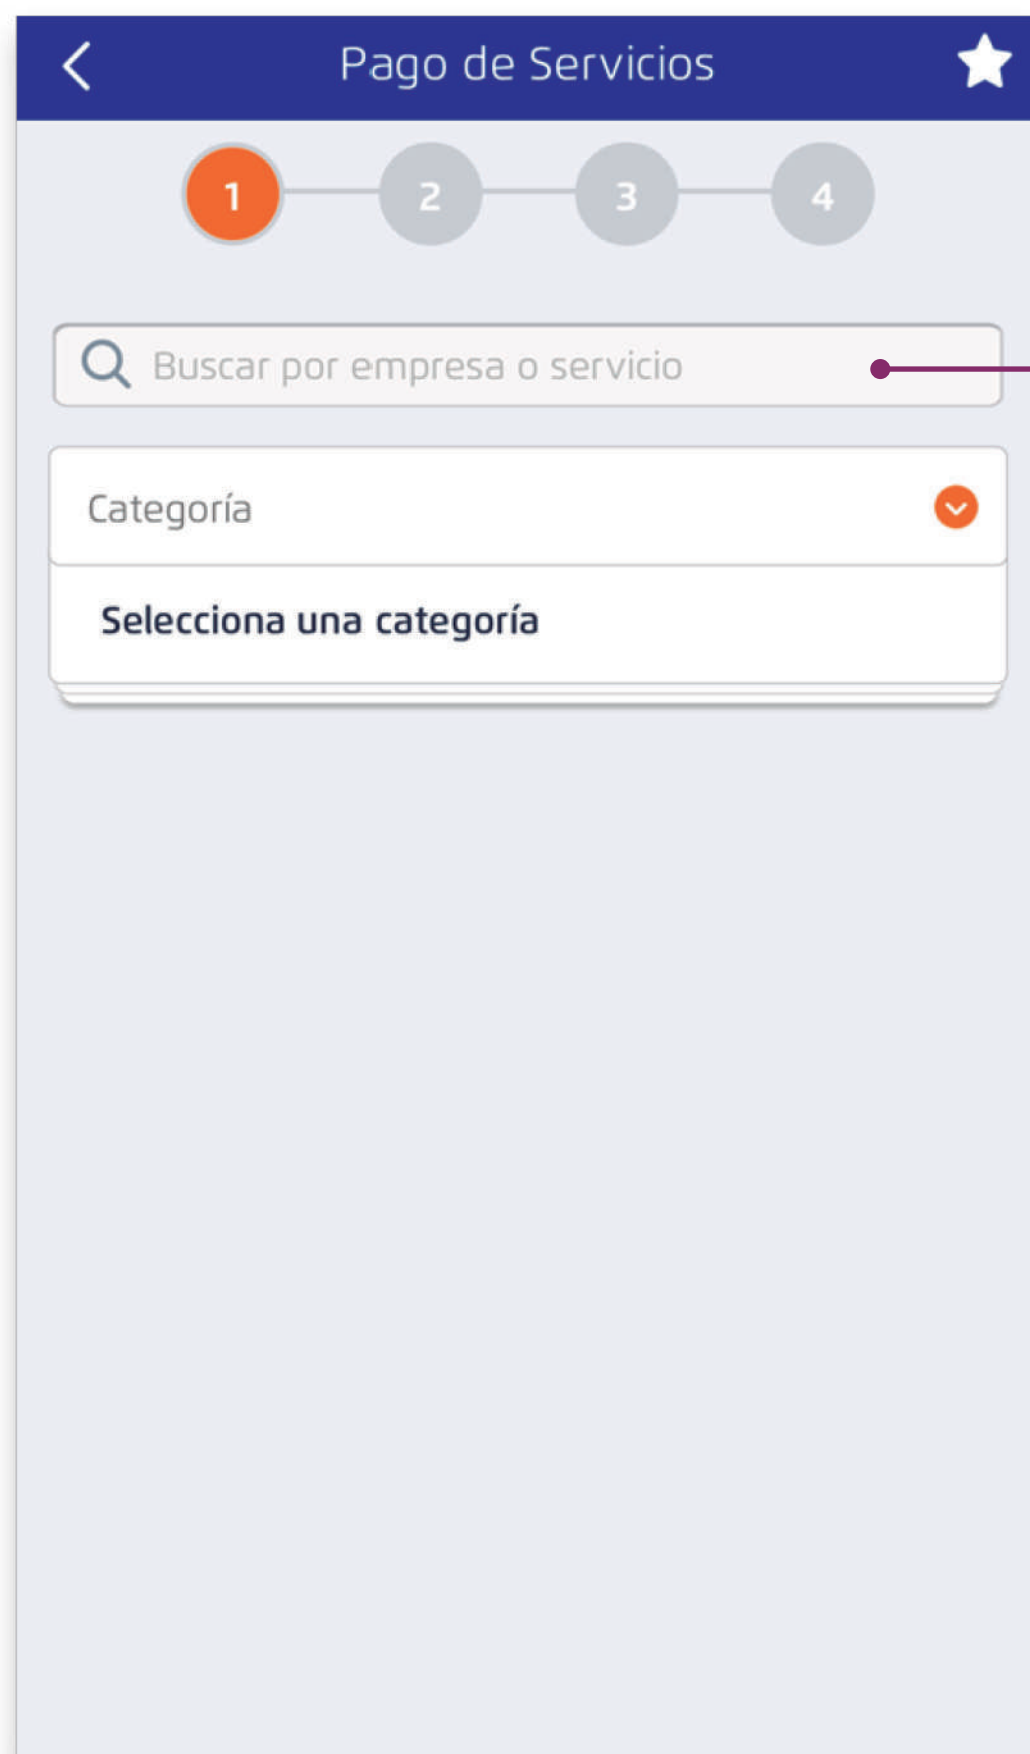 Pago de Servicios
1 2 3 4
Buscar por empresa o servicio
Categoría
Selecciona una categoría